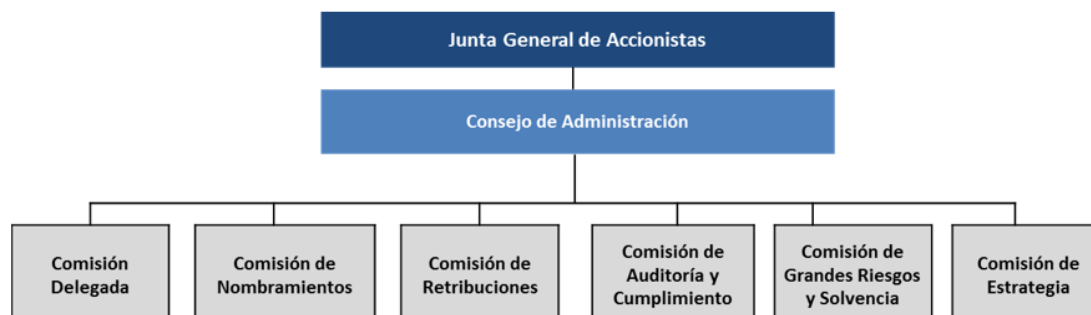 Junta General de Accionistas
Consejo de Administración
Comisión
Delegada
Comisión de
Nombramientos
Comisión de
Retribuciones
Comisión de
Auditoría y
Cumplimiento
Comisión de
Grandes Riesgos
y Solvencia
Comisión de
Estrategia